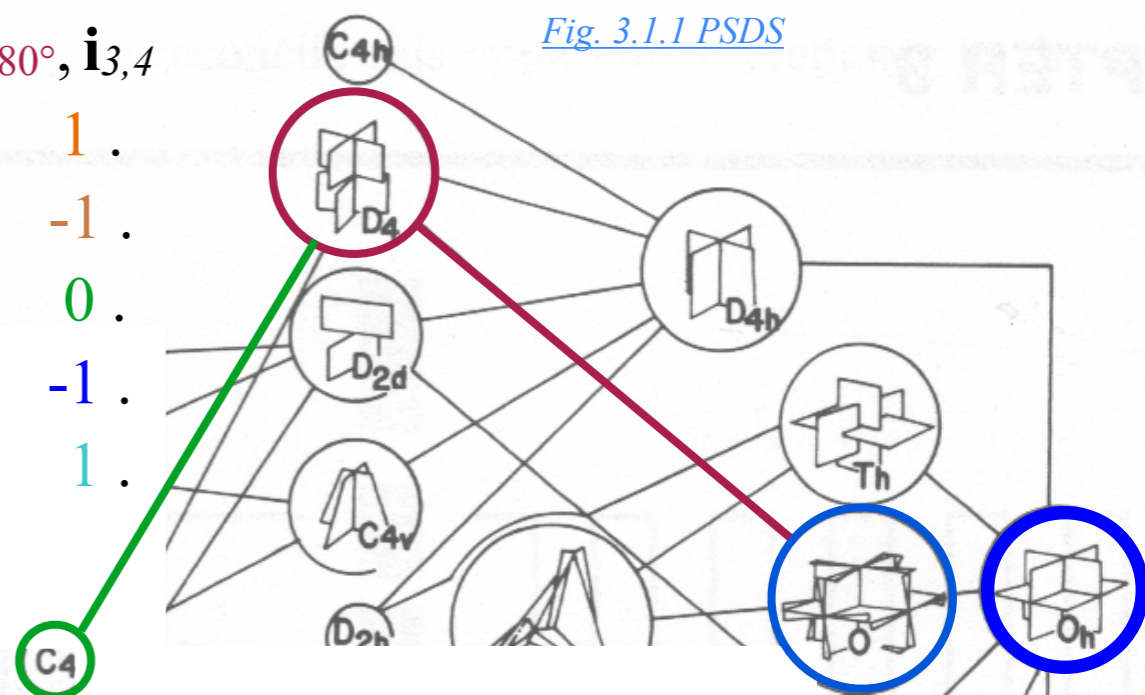 Fig. 3.1.1 PSDS
80°, i3,4
1 .
-1 .
0 .
-1 .
1 .
C4h
D4
D2d
D4h
C4v
Th
D2h
O
Oh
C4